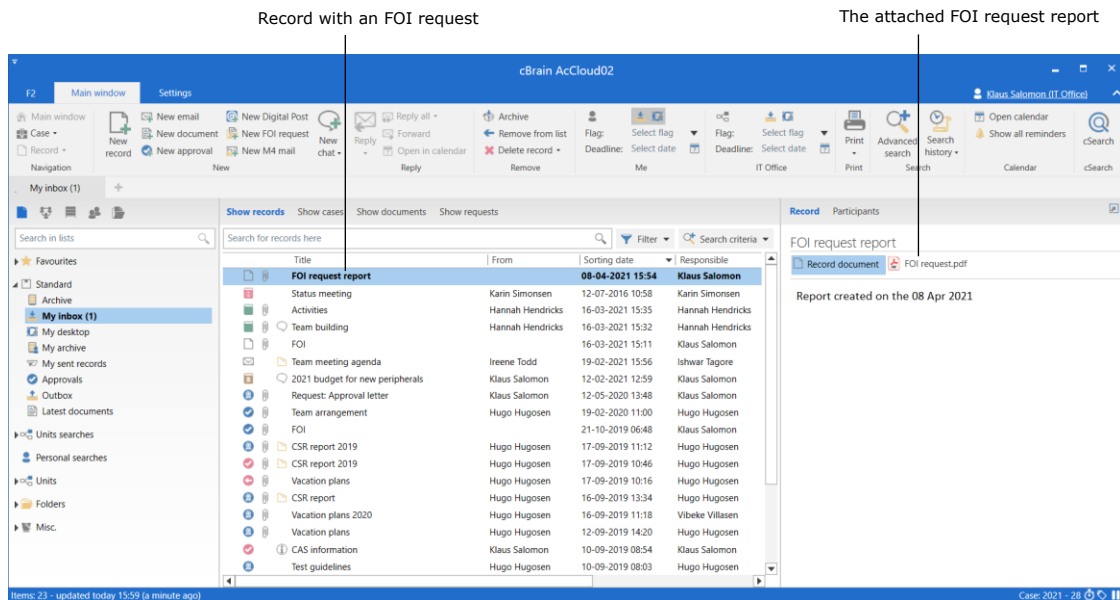 Record with an FOI request
The attached FOI request report
cBrain AcCloud02
F2 Main window Settings
Klaus Salomon (IT Office)
Main window
Case
Record
Navigation
New record
New email
New document
New approval
New Digital Post
New FOI request
New M4 mail
New chat
New
Reply
Reply all
Forward
Open in calendar
Reply
Archive
Remove from list
Delete record
Remove
Flag: Select flag
Deadline: Select date
Me
Flag: Select flag
Deadline: Select date
IT Office
Print
Print
Advanced search
Search history
Search
Open calendar
Show all reminders
Calendar
cSearch
cSearch
My inbox (1)
Search in lists
Favourites
Standard
Archive
My inbox (1)
My desktop
My archive
My sent records
Approvals
Outbox
Latest documents
Units searches
Personal searches
Units
Folders
Misc.
Show records Show cases Show documents Show requests
Search for records here Filter Search criteria
Title From Sorting date Responsible
FOI request report 08-04-2021 15:54 Klaus Salomon
Status meeting Karin Simonsen 12-07-2016 10:58 Karin Simonsen
Activities Hannah Hendricks 16-03-2021 15:35 Hannah Hendricks
Team building Hannah Hendricks 16-03-2021 15:32 Hannah Hendricks
FOI 16-03-2021 15:11 Klaus Salomon
Team meeting agenda Ireene Todd 19-02-2021 15:56 Ishwar Tagore
2021 budget for new peripherals Klaus Salomon 12-02-2021 12:59 Klaus Salomon
Request: Approval letter Klaus Salomon 12-05-2020 13:48 Klaus Salomon
Team arrangement Hugo Hugosen 19-02-2020 11:00 Hugo Hugosen
FOI 21-10-2019 06:48 Klaus Salomon
CSR report 2019 Hugo Hugosen 17-09-2019 11:12 Hugo Hugosen
CSR report 2019 Hugo Hugosen 17-09-2019 10:46 Hugo Hugosen
Vacation plans Hugo Hugosen 17-09-2019 10:16 Hugo Hugosen
CSR report Hugo Hugosen 16-09-2019 13:34 Hugo Hugosen
Vacation plans 2020 Hugo Hugosen 16-09-2019 11:18 Vibeke Villasen
Vacation plans Hugo Hugosen 12-09-2019 14:20 Hugo Hugosen
CAS information Klaus Salomon 10-09-2019 08:54 Klaus Salomon
Test guidelines Hugo Hugosen 10-09-2019 08:03 Hugo Hugosen
Record Participants
FOI request report
Record document FOI request.pdf
Report created on the 08 Apr 2021
Items: 23 - updated today 15:59 (a minute ago)
Case: 2021 - 28